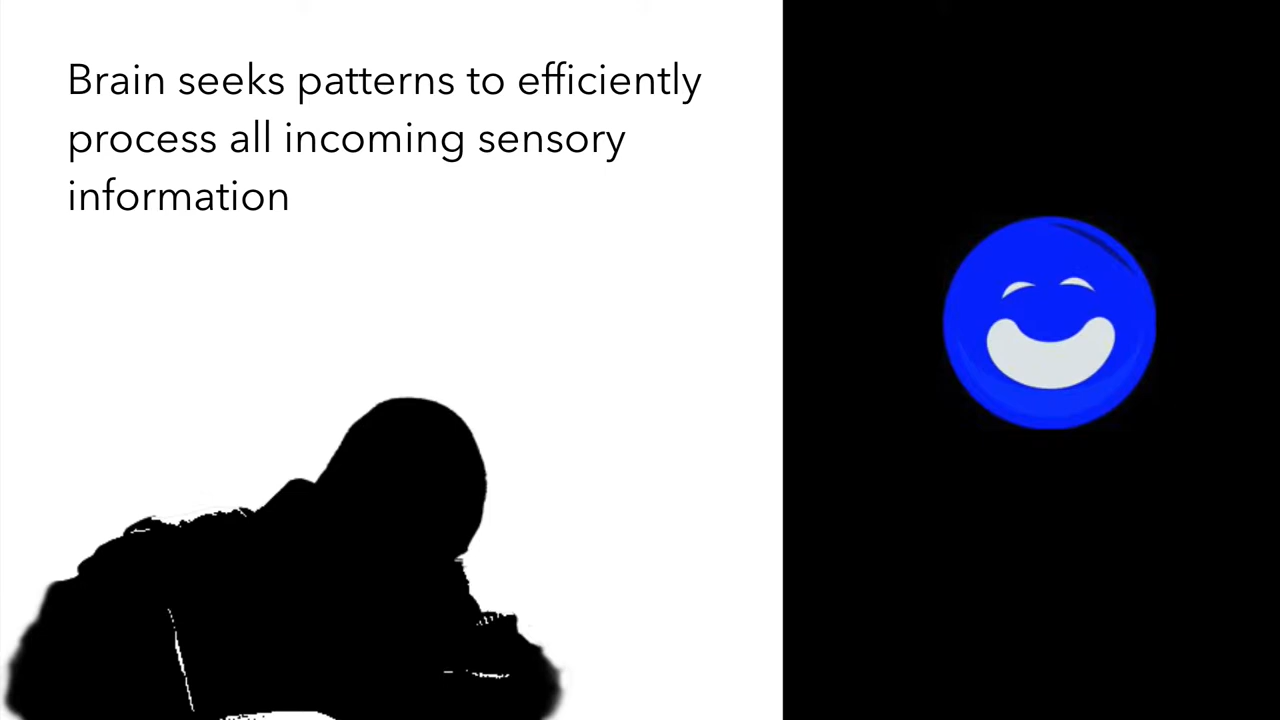 Brain seeks patterns to efficiently
process all incoming sensory
information